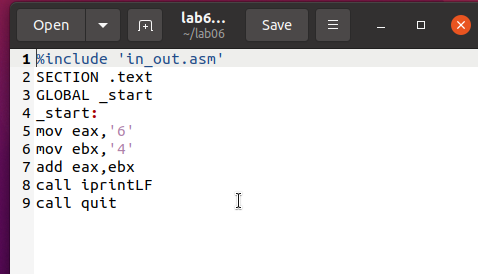 Open
lab6...
~/lab06
Save
1 %include 'in_out.asm'
2 SECTION .text
3 GLOBAL _start
4 _start:
5 mov eax,'6'
6 mov ebx,'4'
7 add eax,ebx
8 call iprintLF
9 call quit